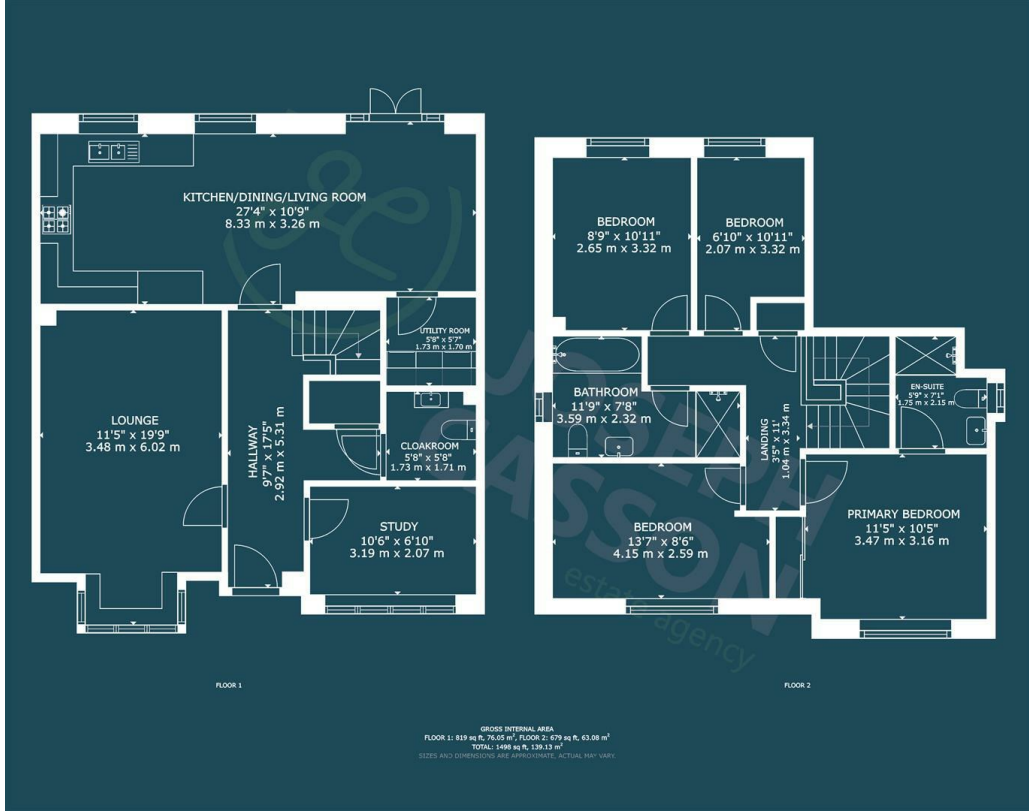 KITCHEN/DINING/LIVING ROOM
27'4" x 10'9"
8.33 m x 3.26 m
UTILITY ROOM
5'8" x 5'7"
1.73 m x 1.70 m
LOUNGE
11'5" x 19'9"
3.48 m x 6.02 m
HALLWAY
9'7" x 17'5"
2.92 m x 5.31 m
CLOAKROOM
5'8" x 5'8"
1.73 m x 1.71 m
STUDY
10'6" x 6'10"
3.19 m x 2.07 m
FLOOR 1
BEDROOM
8'9" x 10'11"
2.65 m x 3.32 m
BEDROOM
6'10" x 10'11"
2.07 m x 3.32 m
BATHROOM
11'9" x 7'8"
3.59 m x 2.32 m
LANDING
3'5" x 11'
1.04 m x 3.34 m
EN-SUITE
5'9" x 7'1"
1.75 m x 2.15 m
BEDROOM
13'7" x 8'6"
4.15 m x 2.59 m
PRIMARY BEDROOM
11'5" x 10'5"
3.47 m x 3.16 m
FLOOR 2
JOSEPH
CASSON
estate agency
GROSS INTERNAL AREA
FLOOR 1: 819 sq ft, 76.05 m², FLOOR 2: 679 sq ft, 63.08 m²
TOTAL: 1498 sq ft, 139.13 m²
SIZES AND DIMENSIONS ARE APPROXIMATE, ACTUAL MAY VARY.